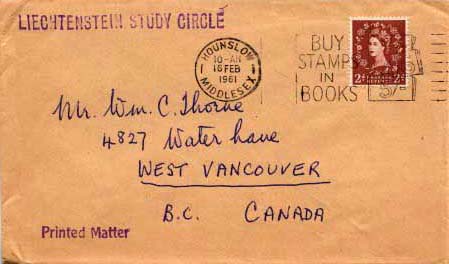 LIECHTENSTEIN STUDY CIRCLE
HOUNSLOW
10-AM
16 FEB
1961
MIDDLESEX
BUY
STAMPS
IN
BOOKS
Mr. Wm. C. Thorne
4827 Water Lane
WEST VANCOUVER
B.C. CANADA
Printed Matter